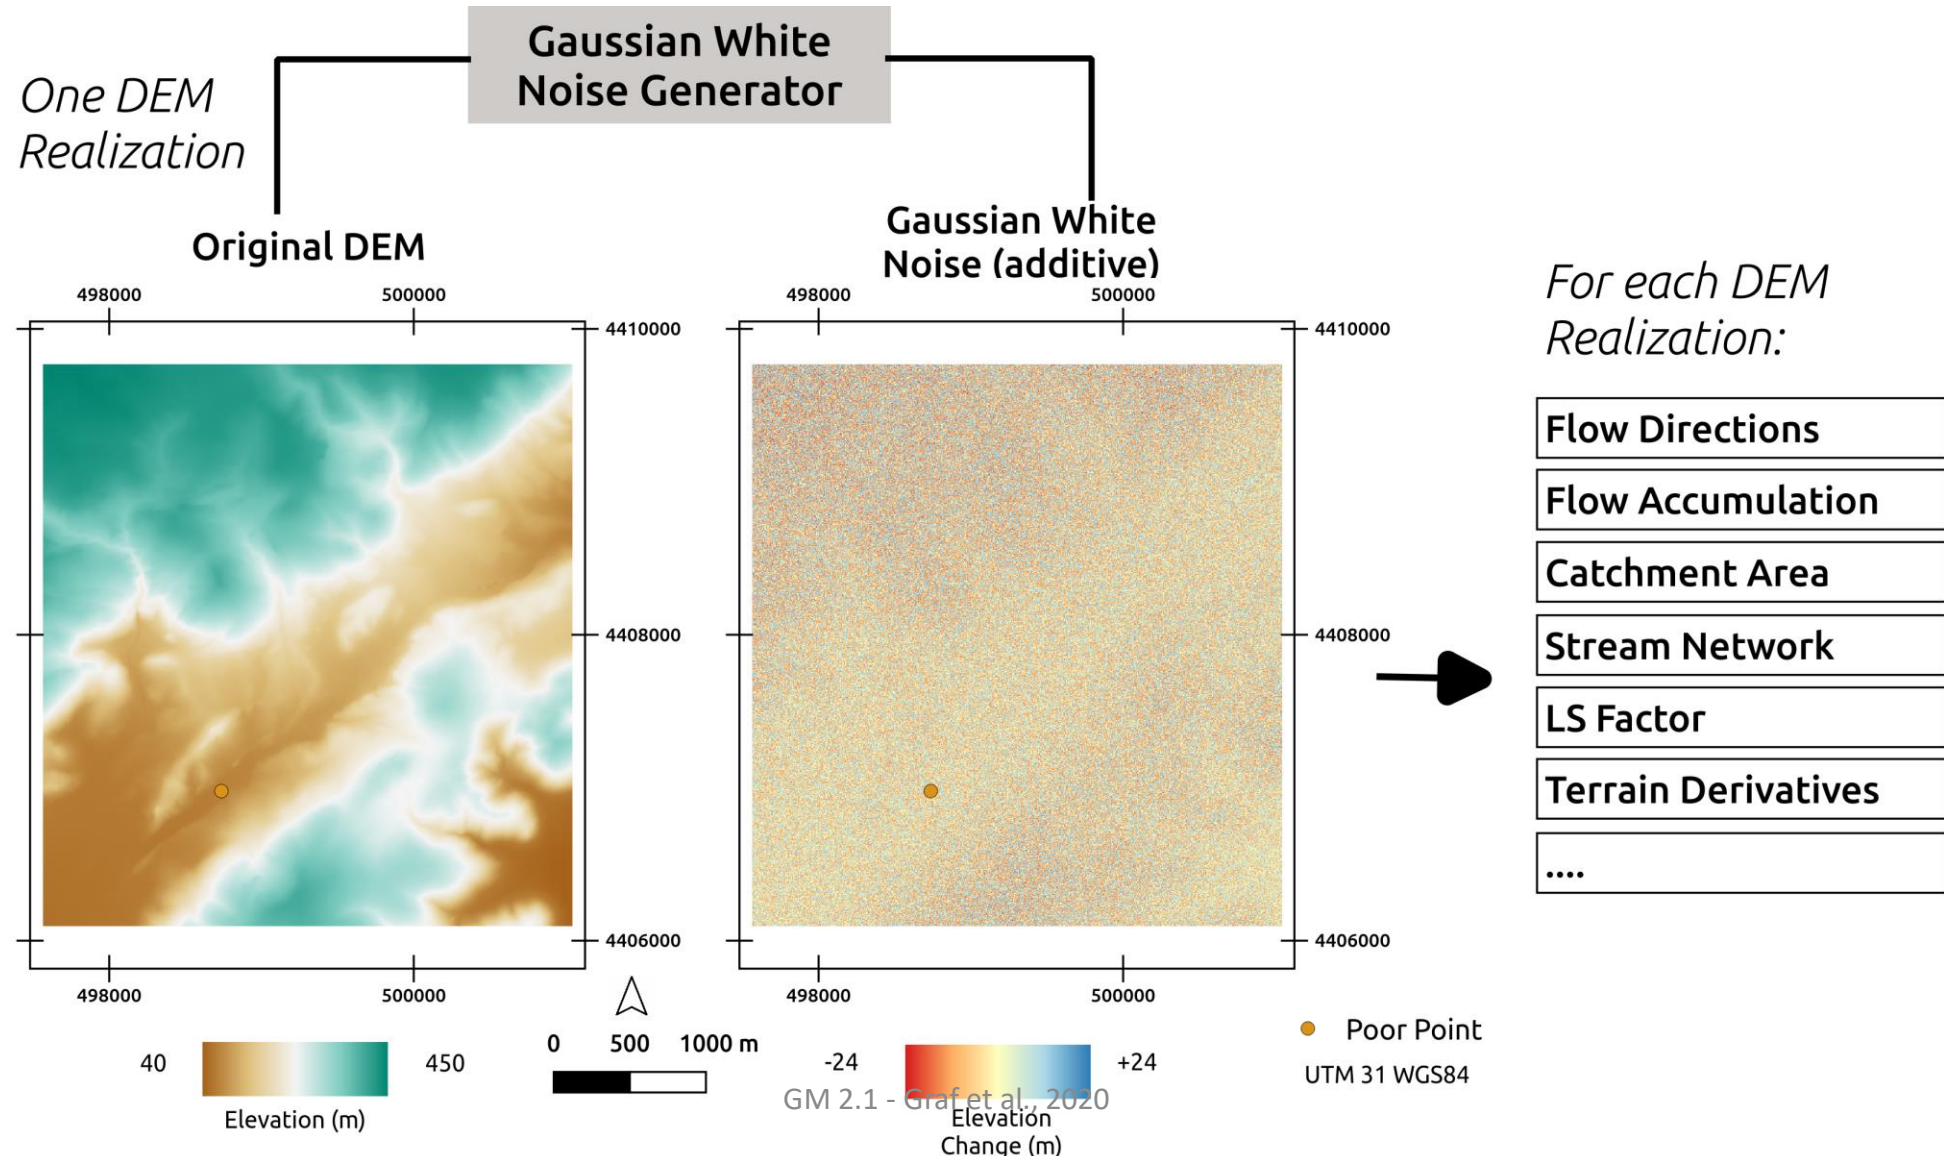 Gaussian White
Noise Generator
One DEM
Realization
Original DEM
Gaussian White
Noise (additive)
498000 500000
498000 500000
4410000
4410000
4408000
4408000
4406000
4406000
498000 500000
498000 500000
For each DEM
Realization:
Flow Directions
Flow Accumulation
Catchment Area
Stream Network
LS Factor
Terrain Derivatives
....
40 450
Elevation (m)
0 500 1000 m
-24 +24
Elevation
Change (m)
GM 2.1 - Graf et al., 2020
Poor Point
UTM 31 WGS84